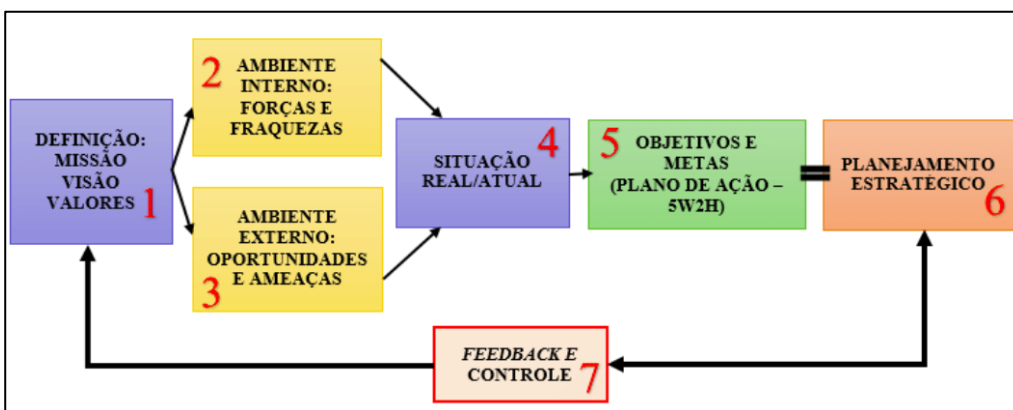 DEFINIÇÃO:
MISSÃO
VISÃO
VALORES
1
2
AMBIENTE
INTERNO:
FORÇAS E
FRAQUEZAS
AMBIENTE
EXTERNO:
OPORTUNIDADES
E AMEAÇAS
3
4
SITUAÇÃO
REAL/ATUAL
5
OBJETIVOS E
METAS
(PLANO DE AÇÃO –
5W2H)
PLANEJAMENTO
ESTRATÉGICO
6
FEEDBACK E
CONTROLE
7